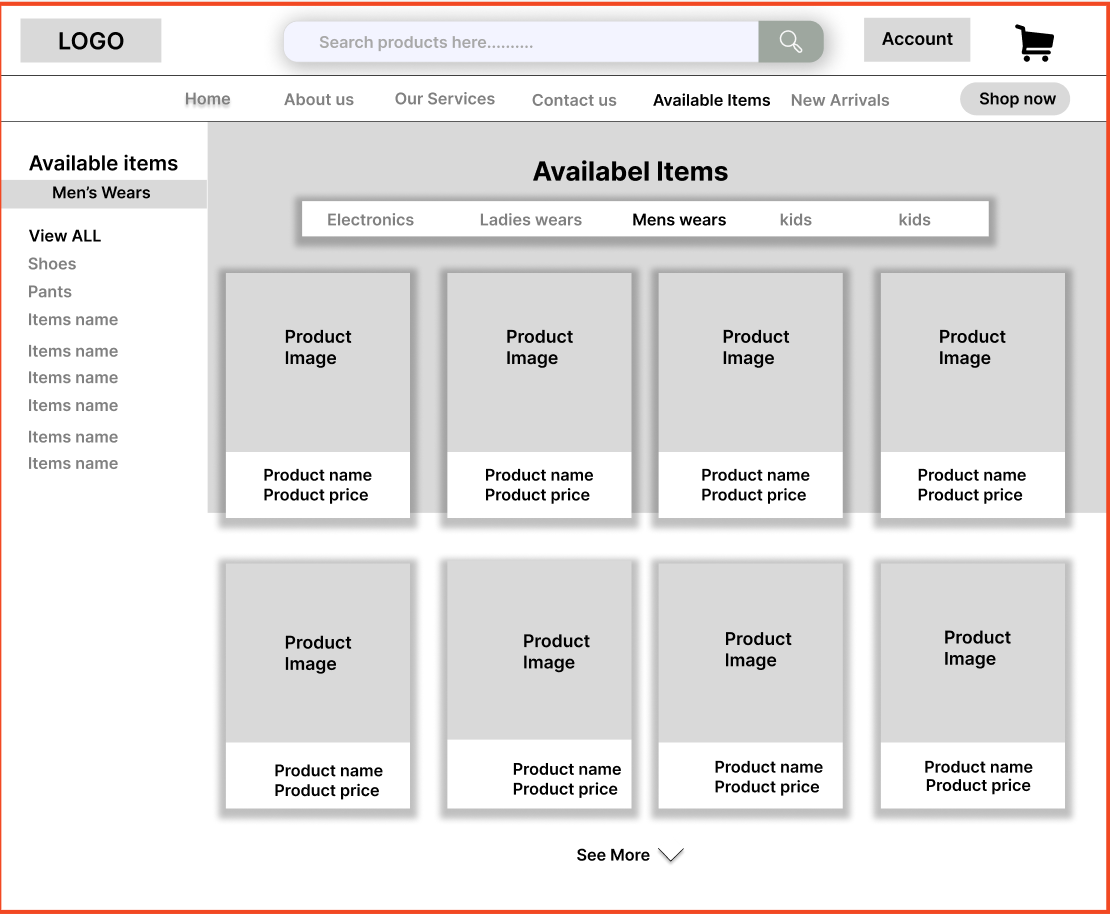 LOGO
Search products here..........
Account
Home
About us
Our Services
Contact us
Available Items
New Arrivals
Shop now
Available items
Men's Wears
View ALL
Shoes
Pants
Items name
Items name
Items name
Items name
Items name
Items name
Availabel Items
Electronics
Ladies wears
Mens wears
kids
kids
Product
Image
Product name
Product price
Product
Image
Product name
Product price
Product
Image
Product name
Product price
Product
Image
Product name
Product price
Product
Image
Product name
Product price
Product
Image
Product name
Product price
Product
Image
Product name
Product price
Product
Image
Product name
Product price
See More